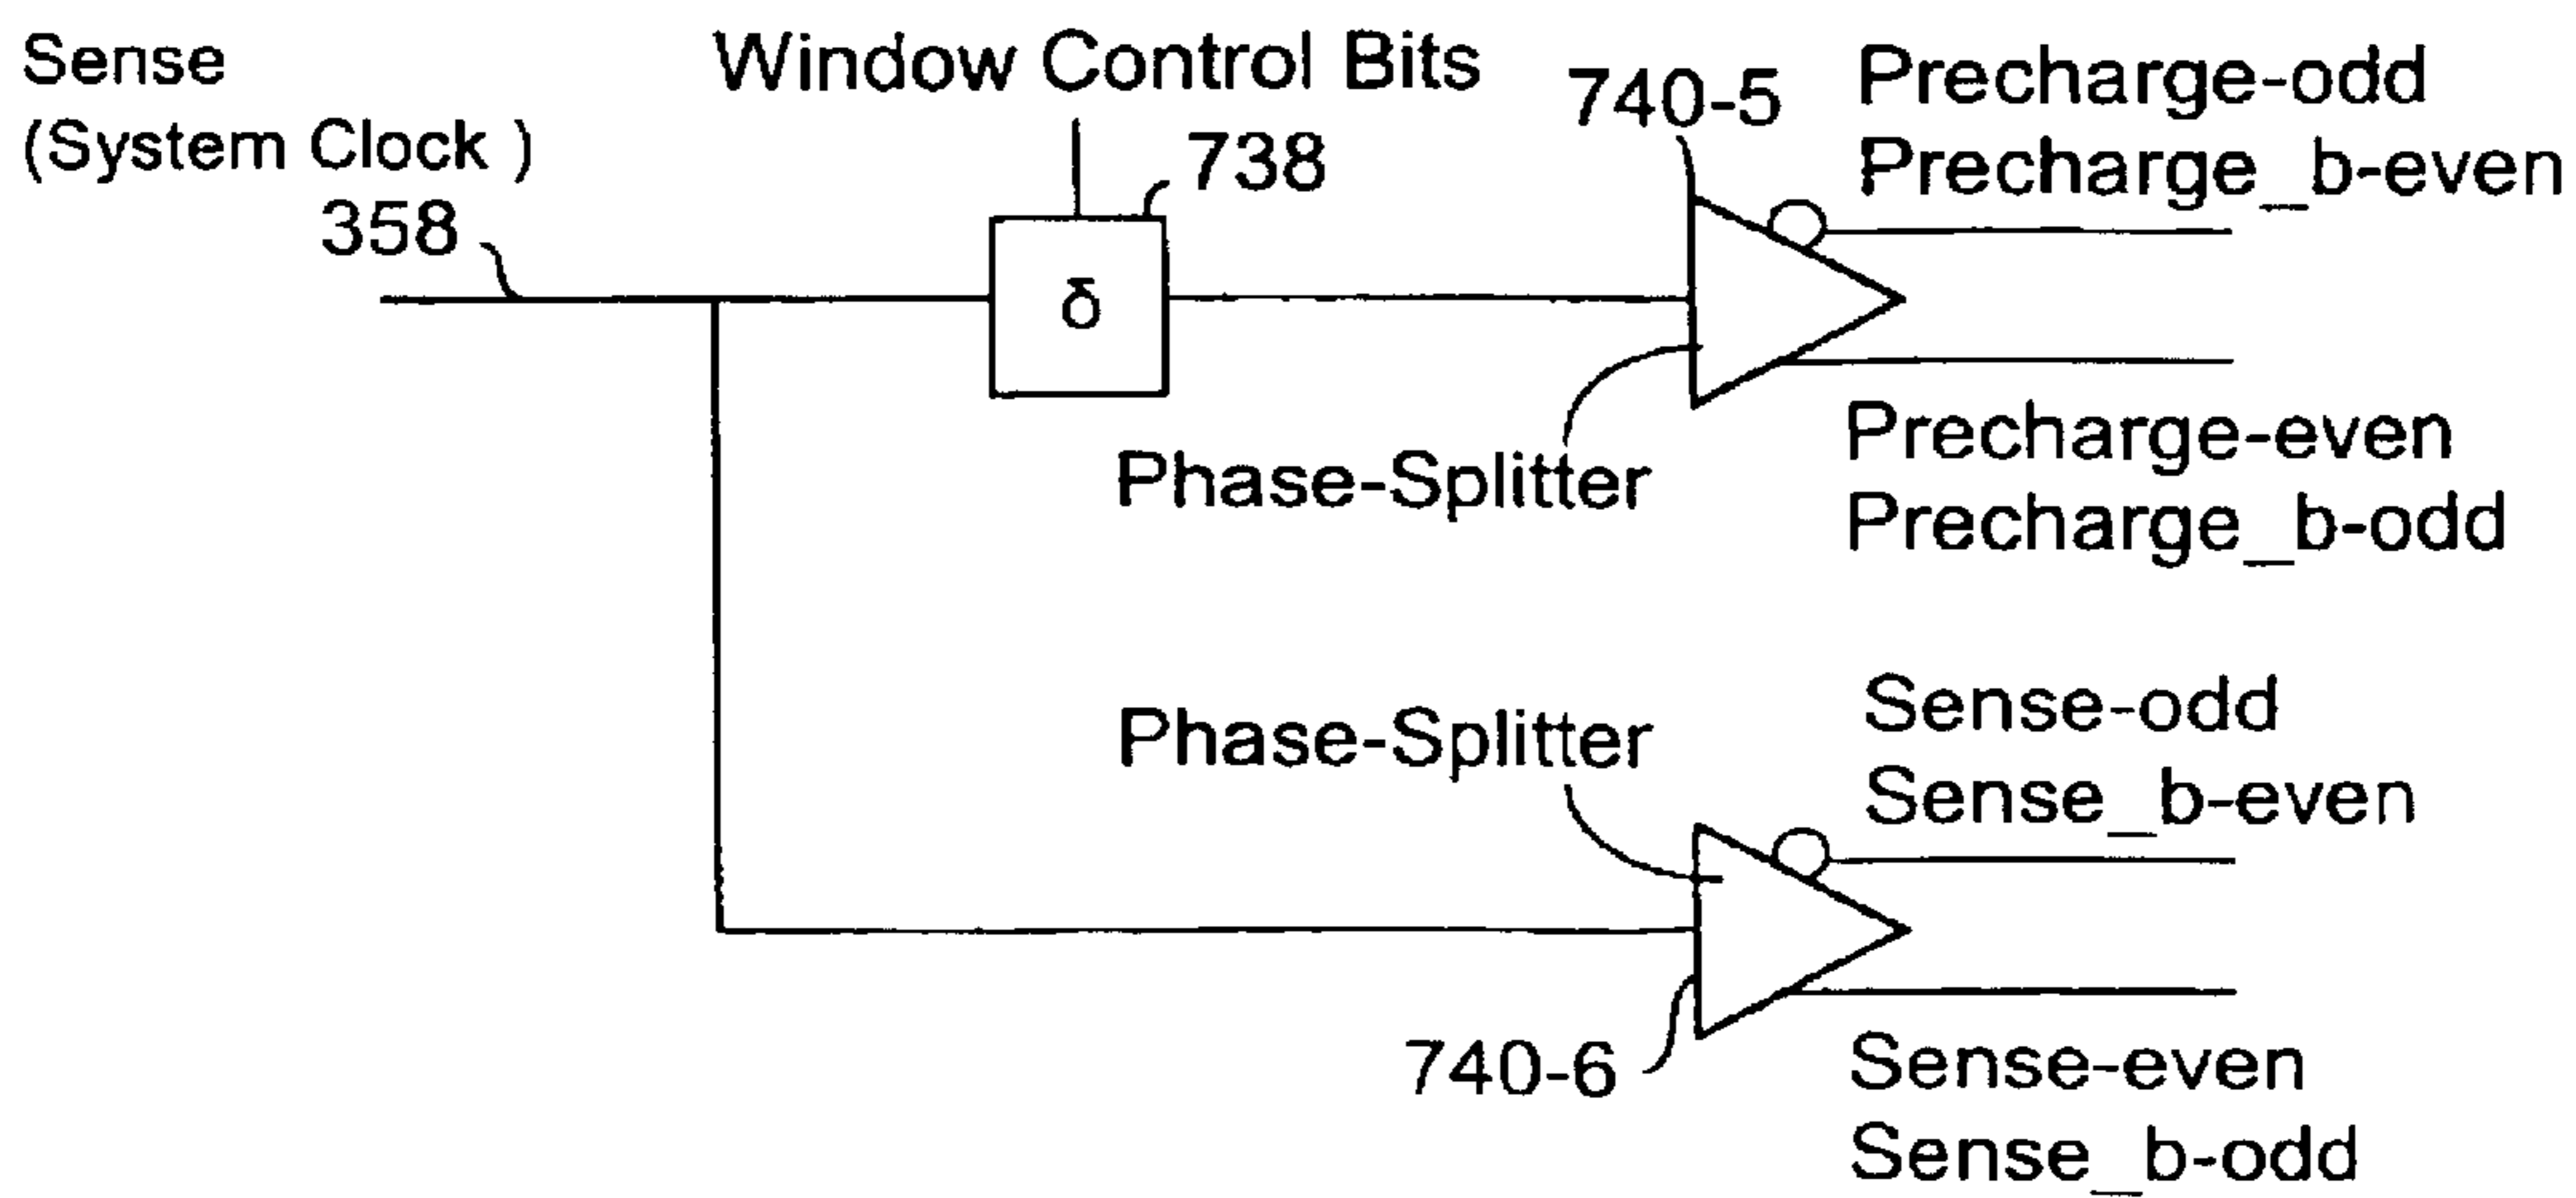 Sense
(System Clock )
358
Window Control Bits
738
δ
740-5
Precharge-odd
Precharge_b-even
Phase-Splitter
Precharge-even
Precharge_b-odd
Phase-Splitter
Sense-odd
Sense_b-even
740-6
Sense-even
Sense_b-odd